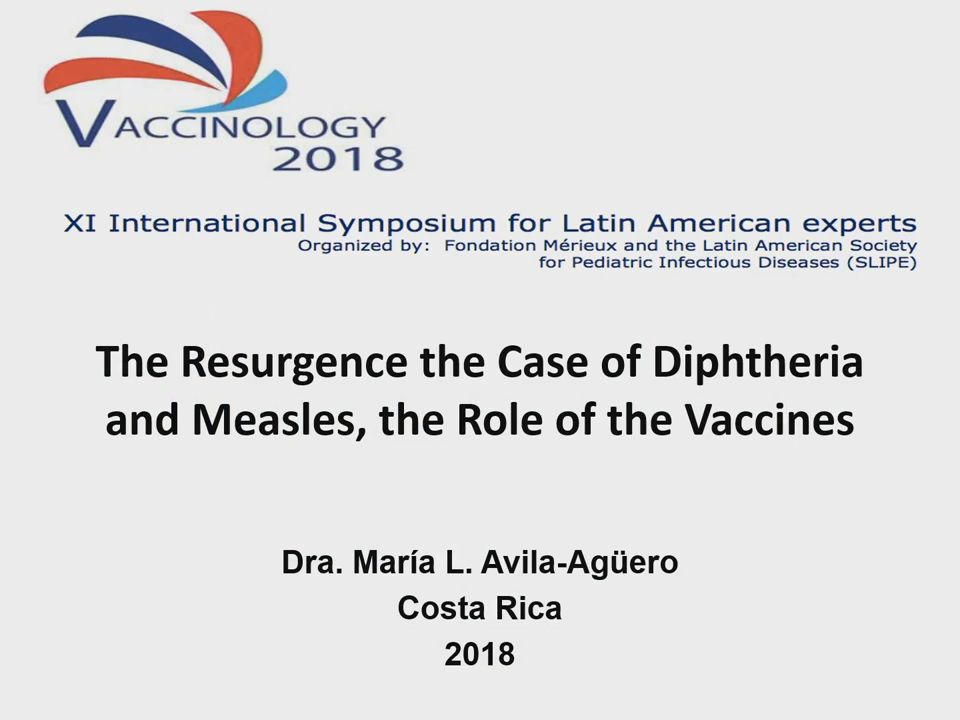 VACCINOLOGY
2018
XI International Symposium for Latin American experts
Organized by: Fondation Mérieux and the Latin American Society
for Pediatric Infectious Diseases (SLIPE)
The Resurgence the Case of Diphtheria
and Measles, the Role of the Vaccines
Dra. María L. Avila-Agüero
Costa Rica
2018